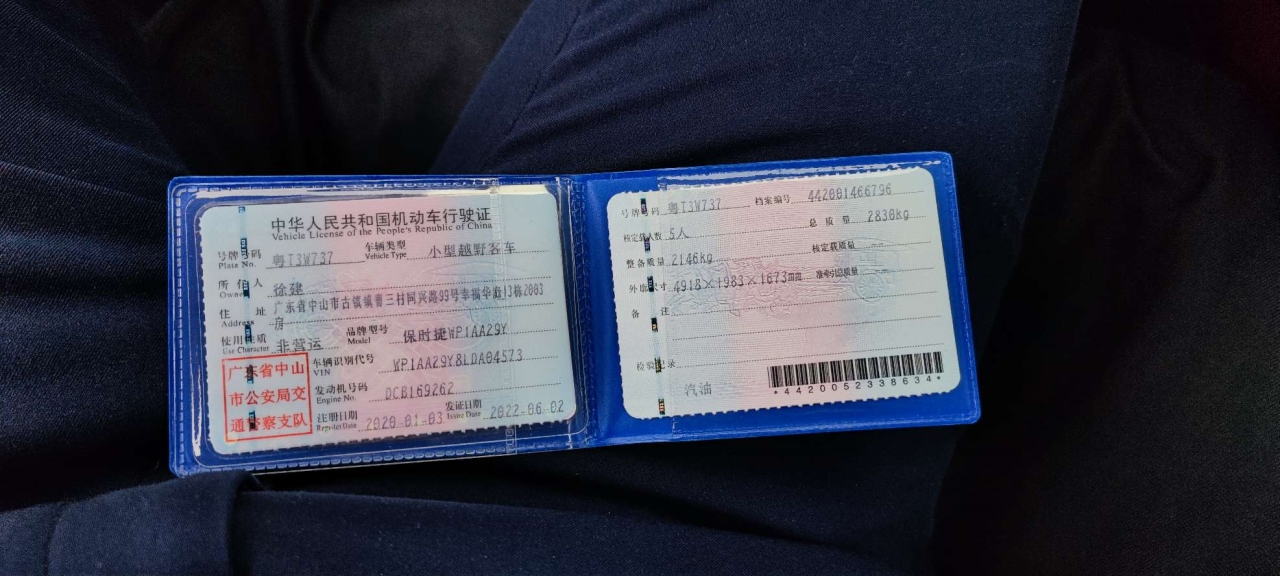 中华人民共和国机动车行驶证
Vehicle License of the People's Republic of China
号牌号码 粤T3W737 车辆类型 小型越野客车
Plate No. Vehicle Type
所有人 徐建
Owner
住址 广东省中山市古镇镇曹三村同兴路99号幸福华庭13栋2003
Address 房
使用性质 非营运 品牌型号 保时捷WP1AA29Y
Use Character Model
广东省中山
市公安局交
通警察支队
车辆识别代号 WP1AA29Y8LDA04573
VIN
发动机号码 DCB169262
Engine No.
注册日期 2020-01-03 发证日期 2022-06-02
Register Date Issue Date
号牌号码 粤T3W737 档案编号 442001466796
核定载人数 5人 总质量 2830kg
整备质量 2146kg 核定载质量 --
外廓尺寸 4918×1983×1673mm 准牵引总质量 --
备注
检验记录
汽油
*4420052338634*